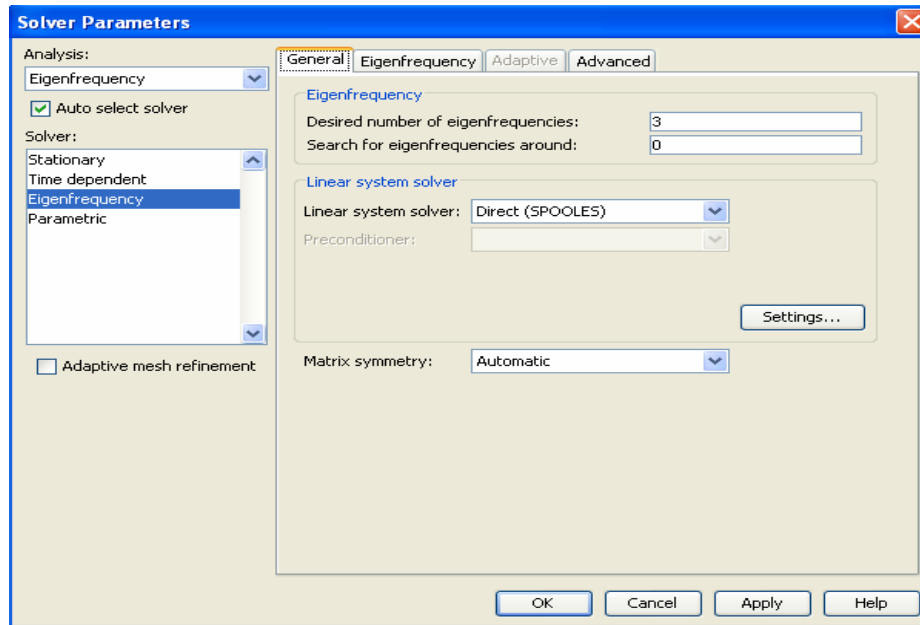 Solver Parameters
Analysis:
Eigenfrequency
Auto select solver
Solver:
Stationary
Time dependent
Eigenfrequency
Parametric
Adaptive mesh refinement
General Eigenfrequency Adaptive Advanced
Eigenfrequency
Desired number of eigenfrequencies: 3
Search for eigenfrequencies around: 0
Linear system solver
Linear system solver: Direct (SPOOLES)
Preconditioner:
Settings...
Matrix symmetry: Automatic
OK Cancel Apply Help